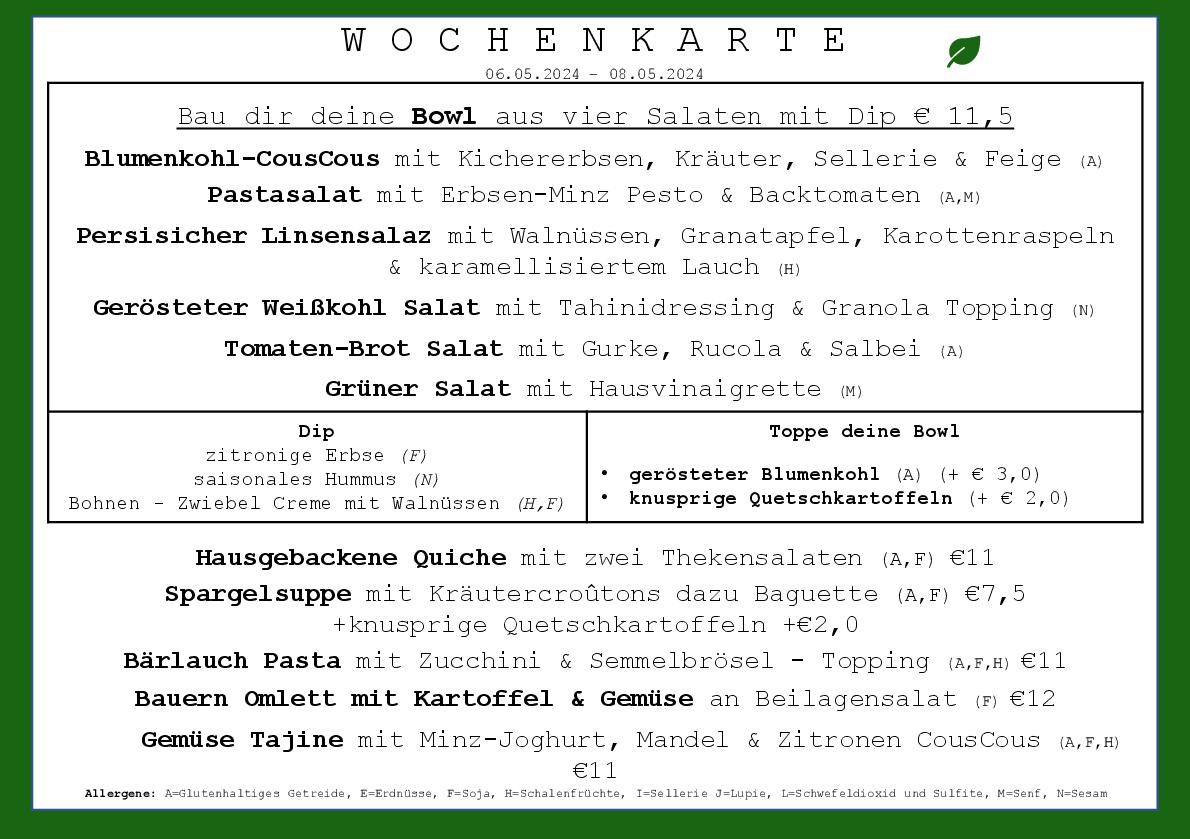 WOCHENKARTE
06.05.2024 – 08.05.2024
Bau dir deine Bowl aus vier Salaten mit Dip € 11,5
Blumenkohl-CousCous mit Kichererbsen, Kräuter, Sellerie & Feige (A)
Pastasalat mit Erbsen-Minz Pesto & Backtomaten (A,M)
Persisicher Linsensalaz mit Walnüssen, Granatapfel, Karottenraspeln
& karamellisiertem Lauch (H)
Gerösteter Weißkohl Salat mit Tahinidressing & Granola Topping (N)
Tomaten-Brot Salat mit Gurke, Rucola & Salbei (A)
Grüner Salat mit Hausvinaigrette (M)
Dip
zitronige Erbse (F)
saisonales Hummus (N)
Bohnen – Zwiebel Creme mit Walnüssen (H,F)
Toppe deine Bowl
• gerösteter Blumenkohl (A) (+ € 3,0)
• knusprige Quetschkartoffeln (+ € 2,0)
Hausgebackene Quiche mit zwei Thekensalaten (A,F) €11
Spargelsuppe mit Kräutercroûtons dazu Baguette (A,F) €7,5
+knusprige Quetschkartoffeln +€2,0
Bärlauch Pasta mit Zucchini & Semmelbrösel – Topping (A,F,H) €11
Bauern Omlett mit Kartoffel & Gemüse an Beilagensalat (F) €12
Gemüse Tajine mit Minz-Joghurt, Mandel & Zitronen CousCous (A,F,H)
€11
Allergene: A=Glutenhaltiges Getreide, E=Erdnüsse, F=Soja, H=Schalenfrüchte, I=Sellerie J=Lupie, L=Schwefeldioxid und Sulfite, M=Senf, N=Sesam